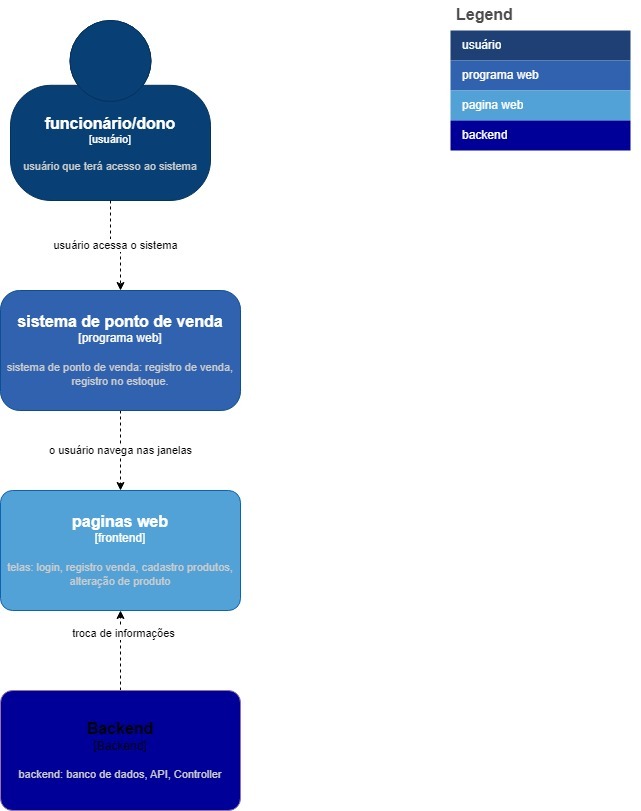 Legend
usuário
programa web
pagina web
backend
funcionário/dono
[usuário]
usuário que terá acesso ao sistema
usuário acessa o sistema
sistema de ponto de venda
[programa web]
sistema de ponto de venda: registro de venda,
registro no estoque.
o usuário navega nas janelas
paginas web
[frontend]
telas: login, registro venda, cadastro produtos,
alteração de produto
troca de informações
Backend
[Backend]
backend: banco de dados, API, Controller